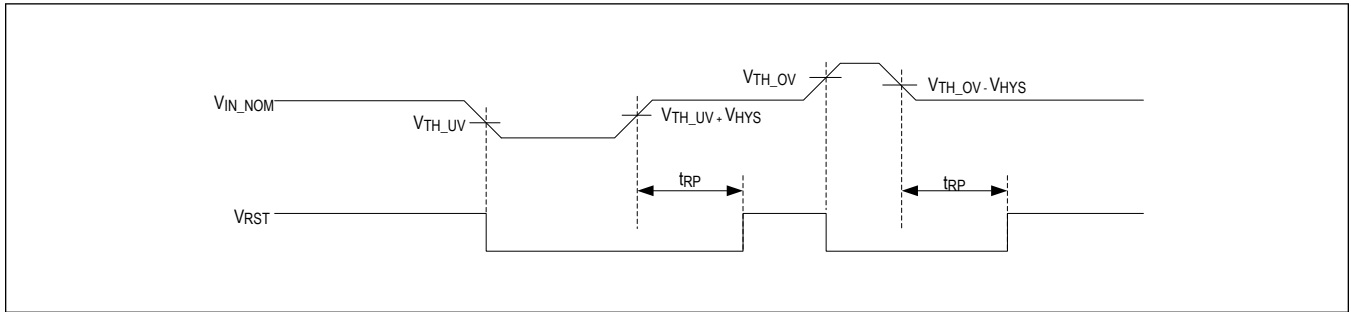 VIN_NOM
VTH_UV
VTH_UV + VHYS
VTH_OV
VTH_OV - VHYS
tRP
tRP
VRST